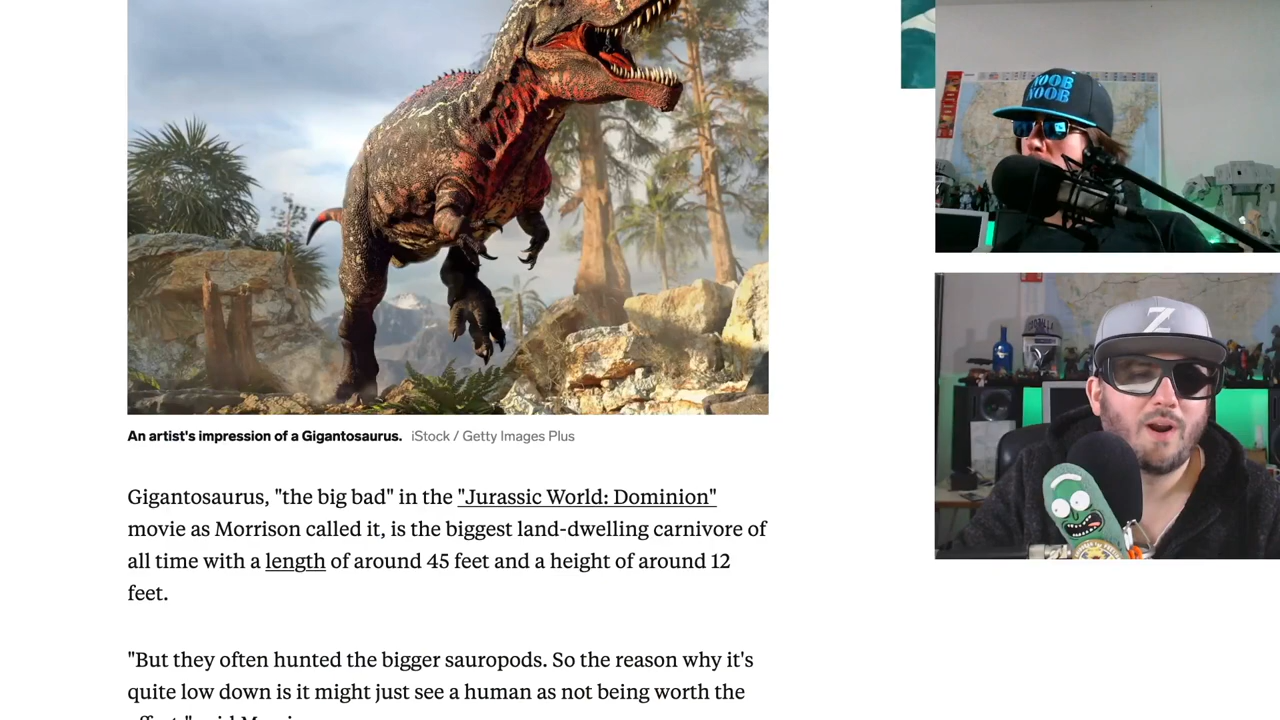 NOOB
NOOB
Z
An artist's impression of a Gigantosaurus. iStock / Getty Images Plus
Gigantosaurus, "the big bad" in the "Jurassic World: Dominion"
movie as Morrison called it, is the biggest land-dwelling carnivore of
all time with a length of around 45 feet and a height of around 12
feet.
"But they often hunted the bigger sauropods. So the reason why it's
quite low down is it might just see a human as not being worth the